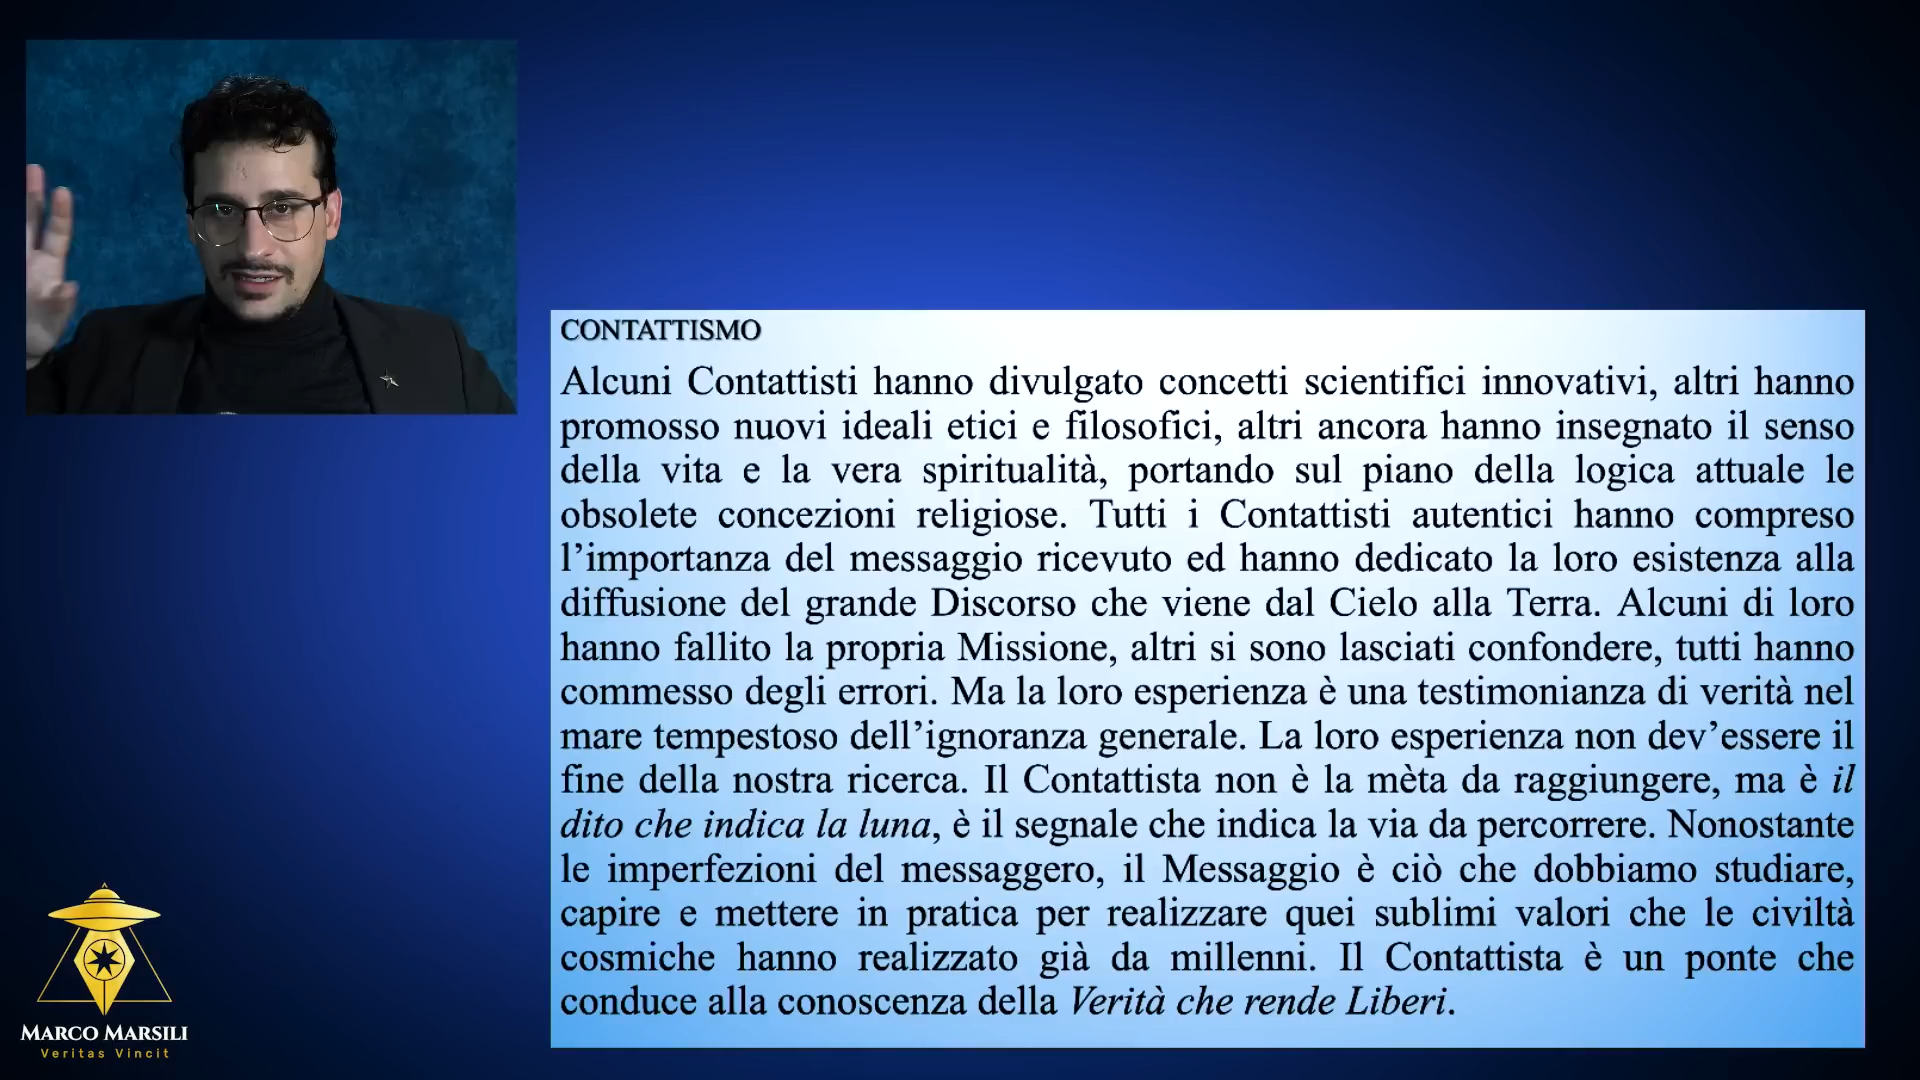 CONTATTISMO
Alcuni Contattisti hanno divulgato concetti scientifici innovativi, altri hanno
promosso nuovi ideali etici e filosofici, altri ancora hanno insegnato il senso
della vita e la vera spiritualità, portando sul piano della logica attuale le
obsolete concezioni religiose. Tutti i Contattisti autentici hanno compreso
l’importanza del messaggio ricevuto ed hanno dedicato la loro esistenza alla
diffusione del grande Discorso che viene dal Cielo alla Terra. Alcuni di loro
hanno fallito la propria Missione, altri si sono lasciati confondere, tutti hanno
commesso degli errori. Ma la loro esperienza è una testimonianza di verità nel
mare tempestoso dell’ignoranza generale. La loro esperienza non dev’essere il
fine della nostra ricerca. Il Contattista non è la mèta da raggiungere, ma è il
dito che indica la luna, è il segnale che indica la via da percorrere. Nonostante
le imperfezioni del messaggero, il Messaggio è ciò che dobbiamo studiare,
capire e mettere in pratica per realizzare quei sublimi valori che le civiltà
cosmiche hanno realizzato già da millenni. Il Contattista è un ponte che
conduce alla conoscenza della Verità che rende Liberi.
MARCO MARSILI
Veritas Vincit